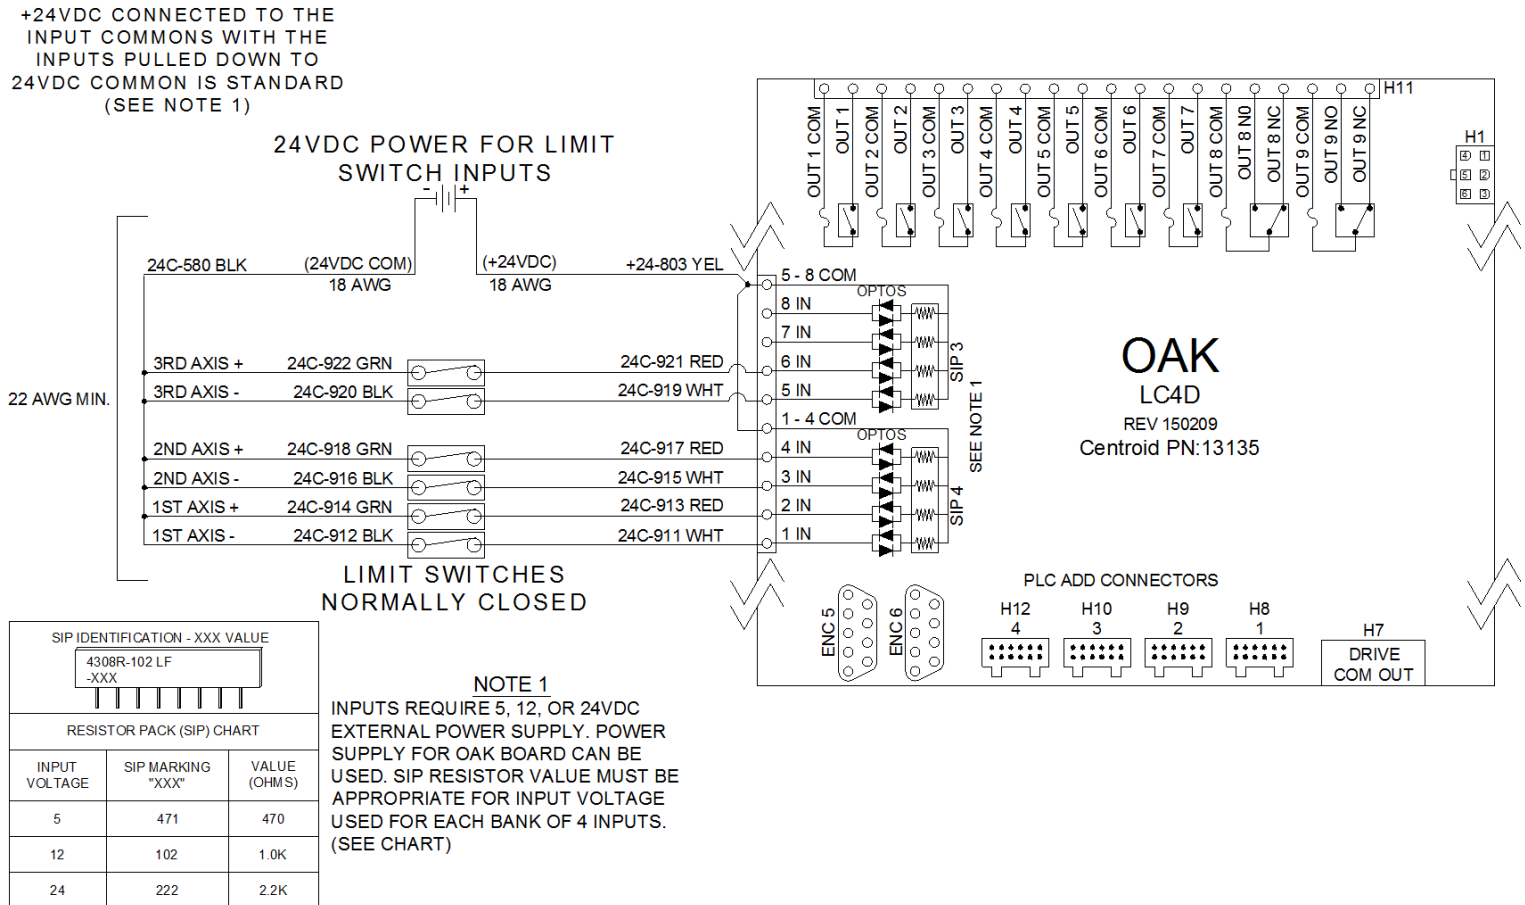 +24VDC CONNECTED TO THE
INPUT COMMONS WITH THE
INPUTS PULLED DOWN TO
24VDC COMMON IS STANDARD
(SEE NOTE 1)
24VDC POWER FOR LIMIT
SWITCH INPUTS
- +
24C-580 BLK
(24VDC COM)
18 AWG
(+24VDC)
18 AWG
+24-803 YEL
22 AWG MIN.
3RD AXIS + 24C-922 GRN 24C-921 RED
3RD AXIS - 24C-920 BLK 24C-919 WHT
2ND AXIS + 24C-918 GRN 24C-917 RED
2ND AXIS - 24C-916 BLK 24C-915 WHT
1ST AXIS + 24C-914 GRN 24C-913 RED
1ST AXIS - 24C-912 BLK 24C-911 WHT
LIMIT SWITCHES
NORMALLY CLOSED
H11
OUT 1 COM
OUT 1
OUT 2 COM
OUT 2
OUT 3 COM
OUT 3
OUT 4 COM
OUT 4
OUT 5 COM
OUT 5
OUT 6 COM
OUT 6
OUT 7 COM
OUT 7
OUT 8 COM
OUT 8 N0
OUT 8 NC
OUT 9 COM
OUT 9 NO
OUT 9 NC
H1
4 1
5 2
6 3
5 - 8 COM
OPTOS
8 IN
7 IN
6 IN
5 IN
SIP 3
1 - 4 COM
OPTOS
4 IN
3 IN
2 IN
1 IN
SIP 4
SEE NOTE 1
OAK
LC4D
REV 150209
Centroid PN:13135
ENC 5
ENC 6
PLC ADD CONNECTORS
H12
4
H10
3
H9
2
H8
1
H7
DRIVE
COM OUT
SIP IDENTIFICATION - XXX VALUE
4308R-102 LF
-XXX
RESISTOR PACK (SIP) CHART
INPUT
VOLTAGE
SIP MARKING
"XXX"
VALUE
(OHMS)
5 471 470
12 102 1.0K
24 222 2.2K
NOTE 1
INPUTS REQUIRE 5, 12, OR 24VDC
EXTERNAL POWER SUPPLY. POWER
SUPPLY FOR OAK BOARD CAN BE
USED. SIP RESISTOR VALUE MUST BE
APPROPRIATE FOR INPUT VOLTAGE
USED FOR EACH BANK OF 4 INPUTS.
(SEE CHART)